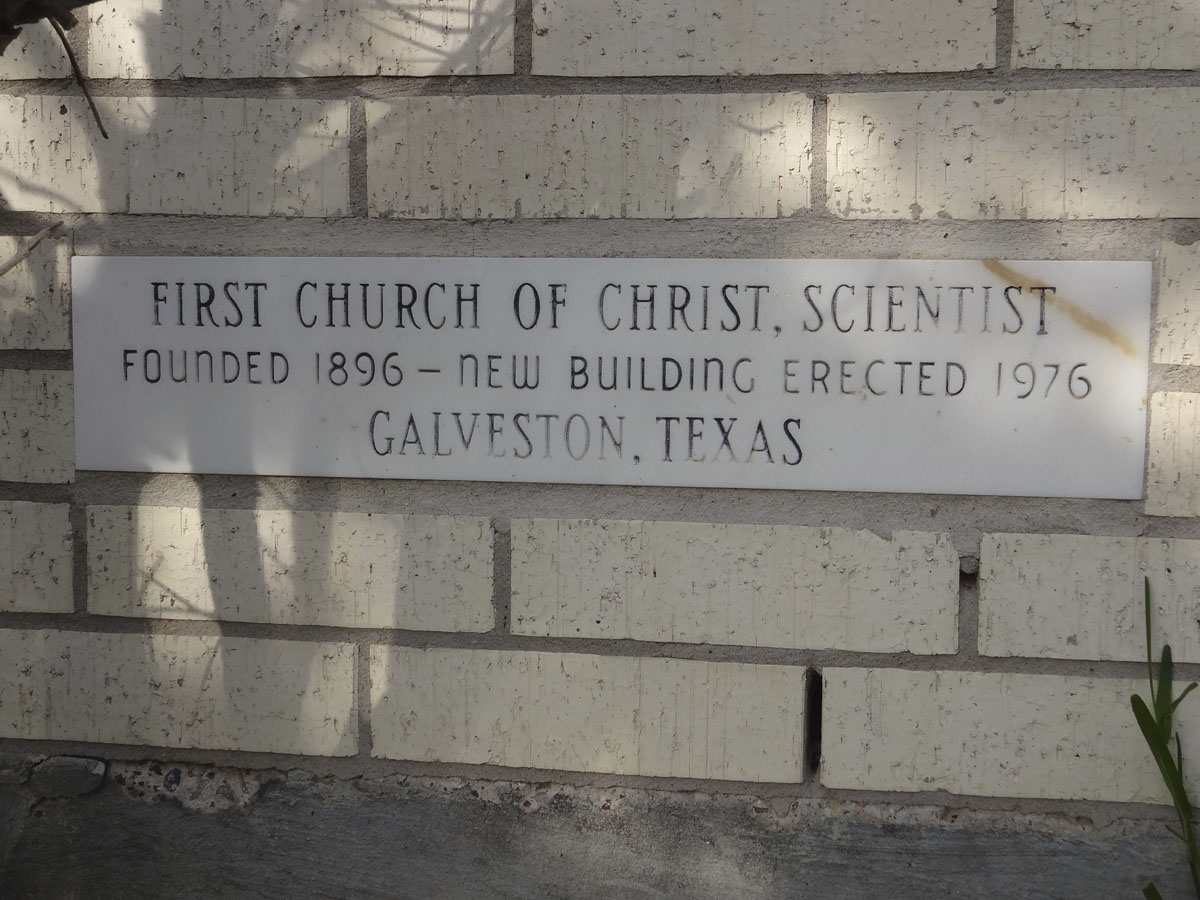 FIRST CHURCH OF CHRIST, SCIENTIST
FOUNDED 1896 – NEW BUILDING ERECTED 1976
GALVESTON, TEXAS